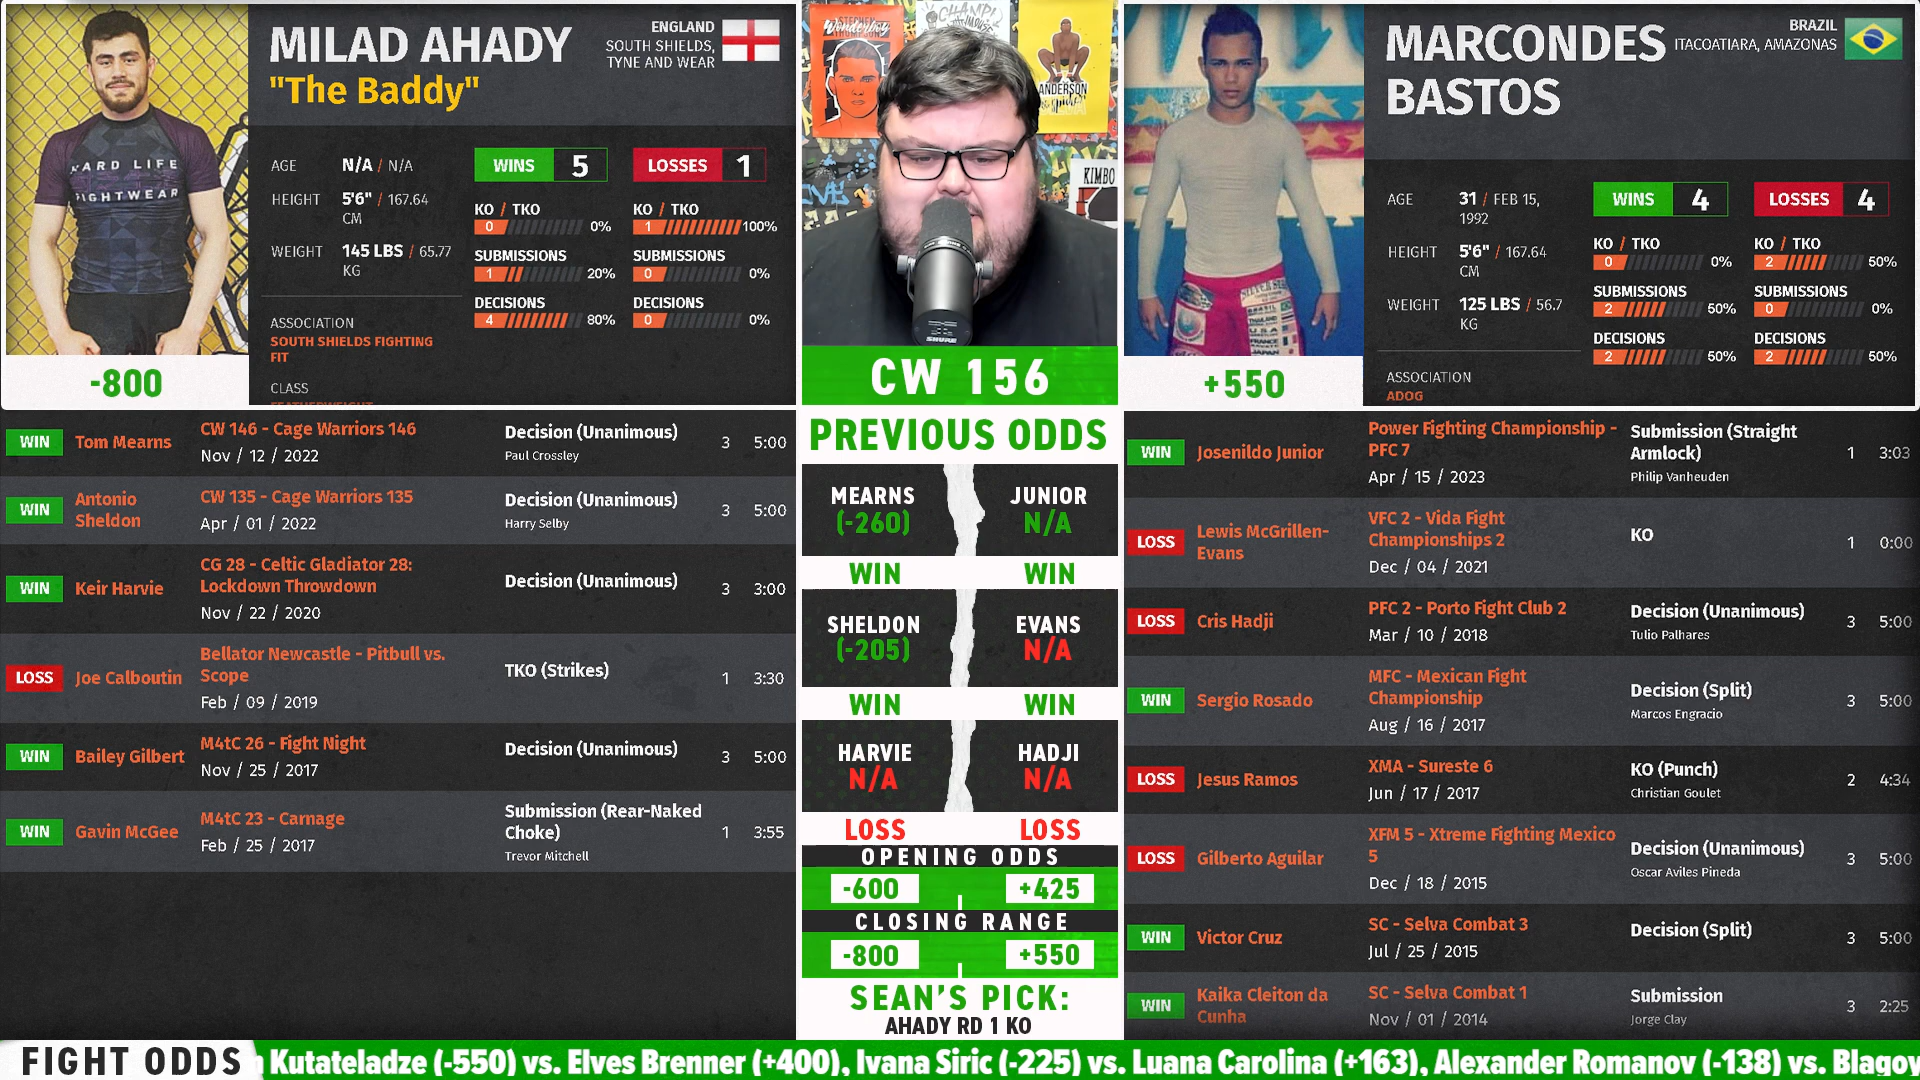 MILAD AHADY
"The Baddy"
ENGLAND
SOUTH SHIELDS,
TYNE AND WEAR
HARD LIFE
FIGHTWEAR
AGE N/A / N/A
HEIGHT 5'6" / 167.64
CM
WEIGHT 145 LBS / 65.77
KG
ASSOCIATION
SOUTH SHIELDS FIGHTING
FIT
CLASS
FEATHERWEIGHT
WINS 5
KO / TKO
0 0%
SUBMISSIONS
1 20%
DECISIONS
4 80%
LOSSES 1
KO / TKO
1 100%
SUBMISSIONS
0 0%
DECISIONS
0 0%
-800
Wonderboy
ANDERSON
KIMBO
SHURE
CW 156
MARCONDES
BASTOS
BRAZIL
ITACOATIARA, AMAZONAS
AGE 31 / FEB 15,
1992
HEIGHT 5'6" / 167.64
CM
WEIGHT 125 LBS / 56.7
KG
ASSOCIATION
ADOG
WINS 4
KO / TKO
0 0%
SUBMISSIONS
2 50%
DECISIONS
2 50%
LOSSES 4
KO / TKO
2 50%
SUBMISSIONS
0 0%
DECISIONS
2 50%
+550
WIN Tom Mearns CW 146 - Cage Warriors 146 Decision (Unanimous) 3 5:00
Nov / 12 / 2022 Paul Crossley
WIN Antonio Sheldon CW 135 - Cage Warriors 135 Decision (Unanimous) 3 5:00
Apr / 01 / 2022 Harry Selby
WIN Keir Harvie CG 28 - Celtic Gladiator 28: Decision (Unanimous) 3 3:00
Lockdown Throwdown
Nov / 22 / 2020
LOSS Joe Calboutin Bellator Newcastle - Pitbull vs. TKO (Strikes) 1 3:30
Scope
Feb / 09 / 2019
WIN Bailey Gilbert M4tC 26 - Fight Night Decision (Unanimous) 3 5:00
Nov / 25 / 2017
WIN Gavin McGee M4tC 23 - Carnage Submission (Rear-Naked 1 3:55
Feb / 25 / 2017 Choke)
Trevor Mitchell
PREVIOUS ODDS
MEARNS JUNIOR
(-260) N/A
WIN WIN
SHELDON EVANS
(-205) N/A
WIN WIN
HARVIE HADJI
N/A N/A
LOSS LOSS
OPENING ODDS
-600 +425
CLOSING RANGE
-800 +550
SEAN'S PICK:
AHADY RD 1 KO
WIN Josenildo Junior Power Fighting Championship - Submission (Straight 1 3:03
PFC 7 Armlock)
Apr / 15 / 2023 Philip Vanheuden
LOSS Lewis McGrillen- VFC 2 - Vida Fight KO 1 0:00
Evans Championships 2
Dec / 04 / 2021
LOSS Cris Hadji PFC 2 - Porto Fight Club 2 Decision (Unanimous) 3 5:00
Mar / 10 / 2018 Tulio Palhares
WIN Sergio Rosado MFC - Mexican Fight Decision (Split) 3 5:00
Championship Marcos Engracio
Aug / 16 / 2017
LOSS Jesus Ramos XMA - Sureste 6 KO (Punch) 2 4:34
Jun / 17 / 2017 Christian Goulet
LOSS Gilberto Aguilar XFM 5 - Xtreme Fighting Mexico Decision (Unanimous) 3 5:00
5 Oscar Aviles Pineda
Dec / 18 / 2015
WIN Victor Cruz SC - Selva Combat 3 Decision (Split) 3 5:00
Jul / 25 / 2015
WIN Kaika Cleiton da SC - Selva Combat 1 Submission 3 2:25
Cunha Nov / 01 / 2014 Jorge Clay
FIGHT ODDS Kutateladze (-550) vs. Elves Brenner (+400), Ivana Siric (-225) vs. Luana Carolina (+163), Alexander Romanov (-138) vs. Blagoy